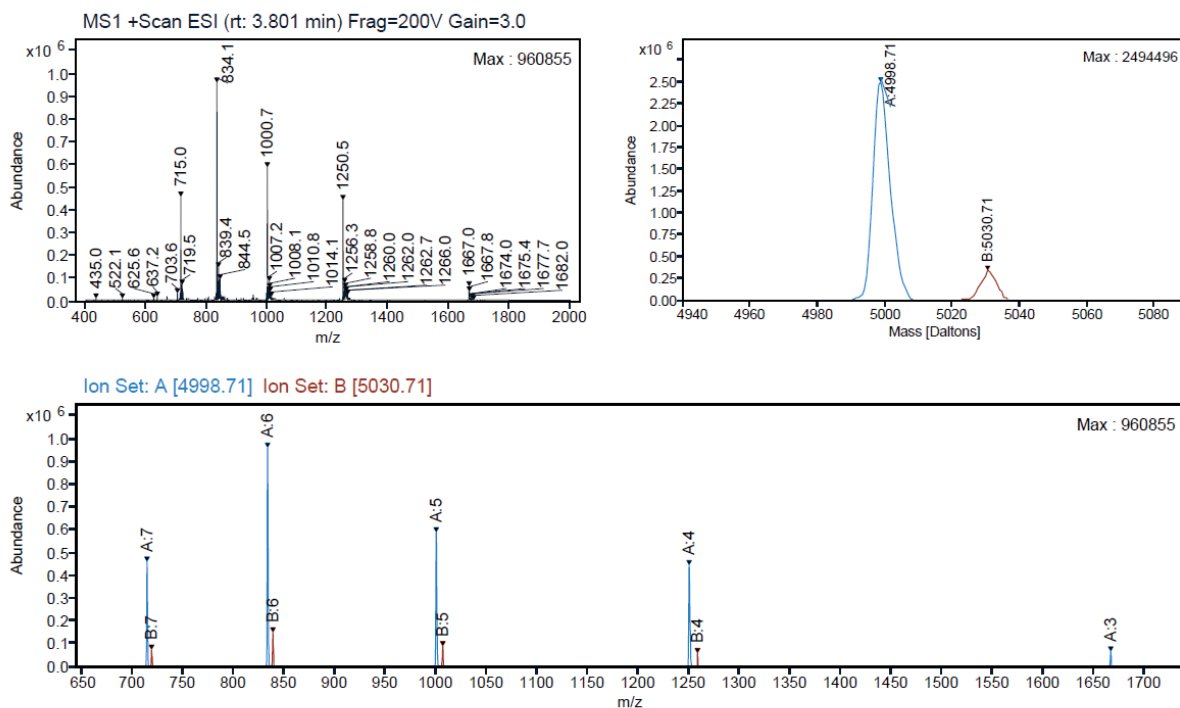 MS1 +Scan ESI (rt: 3.801 min) Frag=200V Gain=3.0
x10 6
Max : 960855
1.0
0.9
0.8
0.7
0.6
0.5
0.4
0.3
0.2
0.1
0.0
Abundance
435.0
522.1
625.6
637.2
703.6
715.0
719.5
834.1
839.4
844.5
1000.7
1007.2
1008.1
1010.8
1014.1
1250.5
1256.3
1258.8
1260.0
1262.0
1262.7
1266.0
1667.0
1667.8
1674.0
1675.4
1677.7
1682.0
400 600 800 1000 1200 1400 1600 1800 2000
m/z
x10 6
Max : 2494496
2.50
2.25
2.00
1.75
1.50
1.25
1.00
0.75
0.50
0.25
0.00
Abundance
A:4998.71
B:5030.71
4940 4960 4980 5000 5020 5040 5060 5080
Mass [Daltons]
Ion Set: A [4998.71] Ion Set: B [5030.71]
x10 6
Max : 960855
1.0
0.9
0.8
0.7
0.6
0.5
0.4
0.3
0.2
0.1
0.0
Abundance
A:7
B:7
A:6
B:6
A:5
B:5
A:4
B:4
A:3
650 700 750 800 850 900 950 1000 1050 1100 1150 1200 1250 1300 1350 1400 1450 1500 1550 1600 1650 1700
m/z